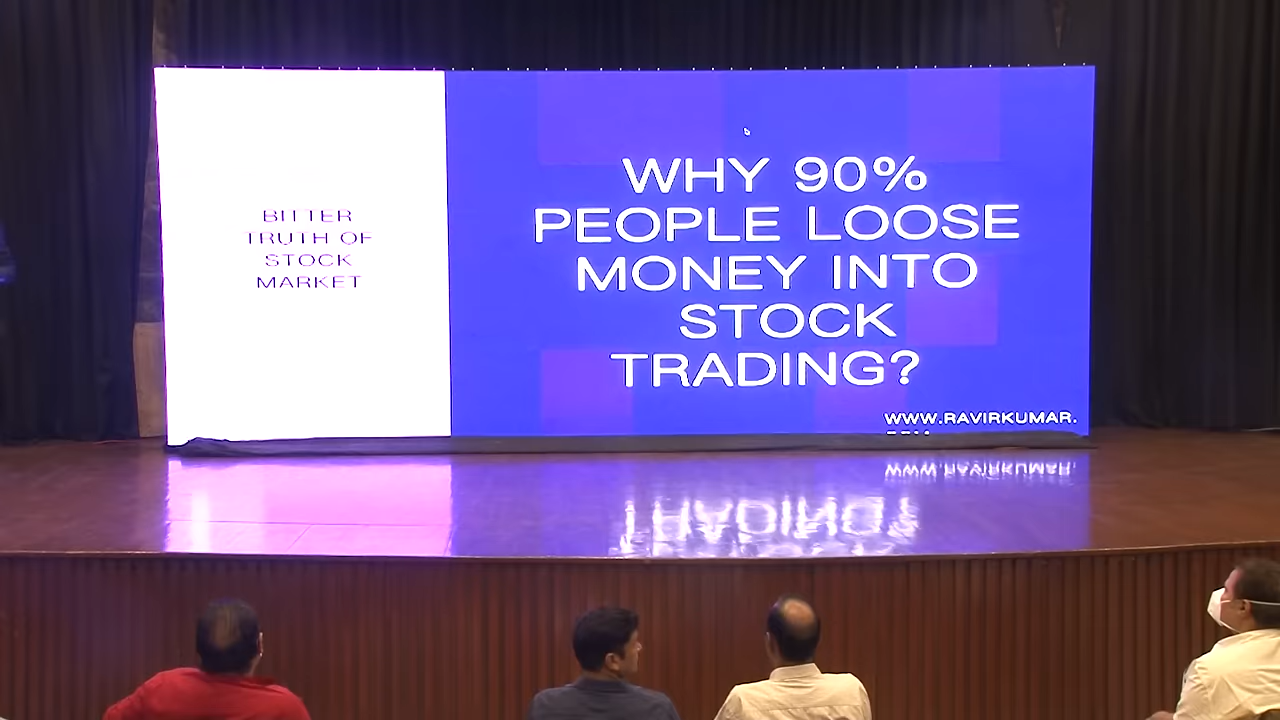 BITTER
TRUTH OF
STOCK
MARKET
WHY 90%
PEOPLE LOOSE
MONEY INTO
STOCK
TRADING?
WWW.RAVIRKUMAR.